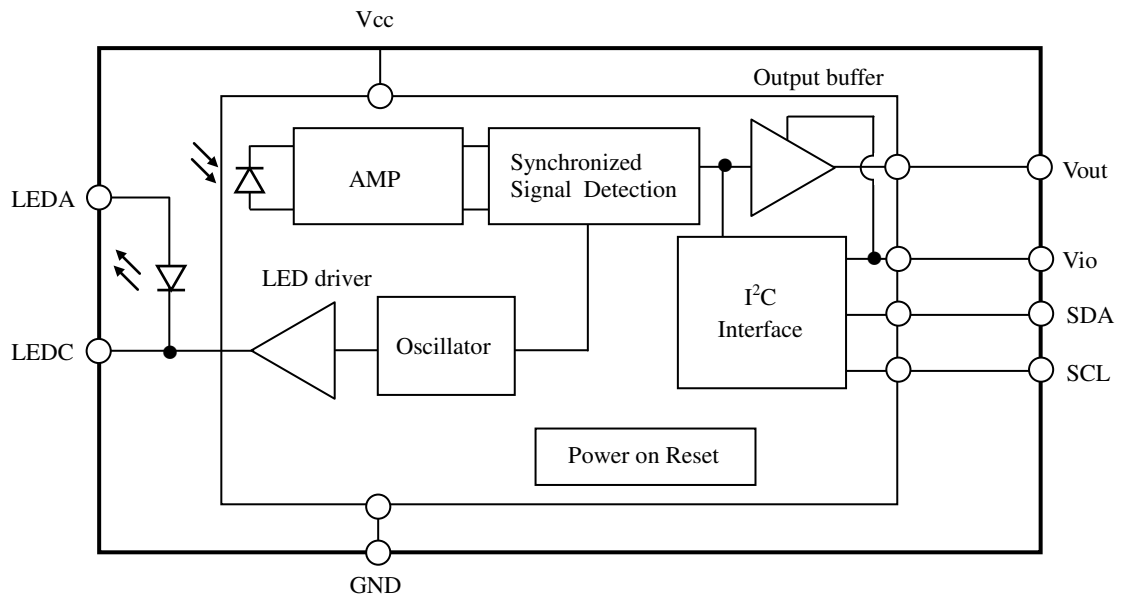 Vcc
Output buffer
AMP
Synchronized
Signal Detection
LEDA
Vout
LED driver
Vio
I²C
Interface
SDA
Oscillator
LEDC
SCL
Power on Reset
GND